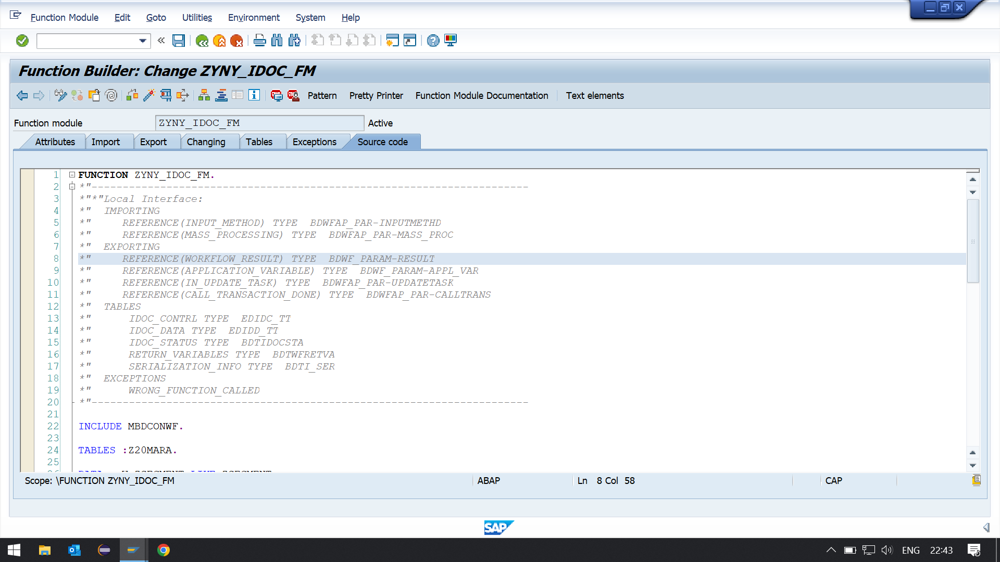 Function Module Edit Goto Utilities Environment System Help
Function Builder: Change ZYNY_IDOC_FM
Pattern Pretty Printer Function Module Documentation Text elements
Function module ZYNY_IDOC_FM Active
Attributes Import Export Changing Tables Exceptions Source code
1 FUNCTION ZYNY_IDOC_FM.
2 *"----------------------------------------------------------------------
3 *"*"Local Interface:
4 *" IMPORTING
5 *" REFERENCE(INPUT_METHOD) TYPE BDWFAP_PAR-INPUTMETHD
6 *" REFERENCE(MASS_PROCESSING) TYPE BDWFAP_PAR-MASS_PROC
7 *" EXPORTING
8 *" REFERENCE(WORKFLOW_RESULT) TYPE BDWF_PARAM-RESULT
9 *" REFERENCE(APPLICATION_VARIABLE) TYPE BDWF_PARAM-APPL_VAR
10 *" REFERENCE(IN_UPDATE_TASK) TYPE BDWFAP_PAR-UPDATETASK
11 *" REFERENCE(CALL_TRANSACTION_DONE) TYPE BDWFAP_PAR-CALLTRANS
12 *" TABLES
13 *" IDOC_CONTRL TYPE EDIDC_TT
14 *" IDOC_DATA TYPE EDIDD_TT
15 *" IDOC_STATUS TYPE BDTIDOCSTA
16 *" RETURN_VARIABLES TYPE BDTWFRETVA
17 *" SERIALIZATION_INFO TYPE BDTI_SER
18 *" EXCEPTIONS
19 *" WRONG_FUNCTION_CALLED
20 *"----------------------------------------------------------------------
21
22 INCLUDE MBDCONWF.
23
24 TABLES :Z20MARA.
25
Scope: \FUNCTION ZYNY_IDOC_FM ABAP Ln 8 Col 58 CAP
SAP
ENG 22:43